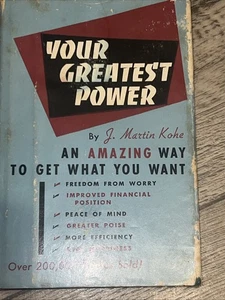 YOUR
GREATEST
POWER
By J. Martin Kohe
AN AMAZING WAY
TO GET WHAT YOU WANT
FREEDOM FROM WORRY
IMPROVED FINANCIAL
POSITION
PEACE OF MIND
GREATER POISE
MORE EFFICIENCY
Over